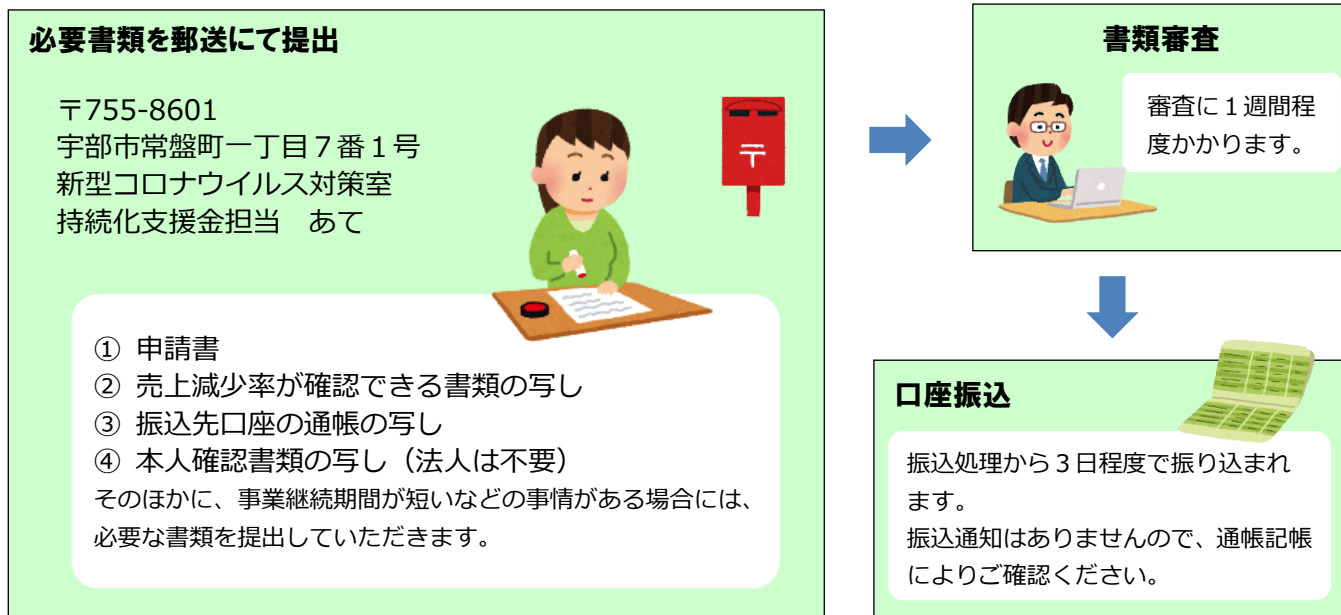 必要書類を郵送にて提出
〒755-8601
宇部市常盤町一丁目７番１号
新型コロナウイルス対策室
持続化支援金担当　あて
〒
① 申請書
② 売上減少率が確認できる書類の写し
③ 振込先口座の通帳の写し
④ 本人確認書類の写し（法人は不要）
そのほかに、事業継続期間が短いなどの事情がある場合には、
必要な書類を提出していただきます。
書類審査
審査に１週間程
度かかります。
口座振込
振込処理から３日程度で振り込まれ
ます。
振込通知はありませんので、通帳記帳
によりご確認ください。